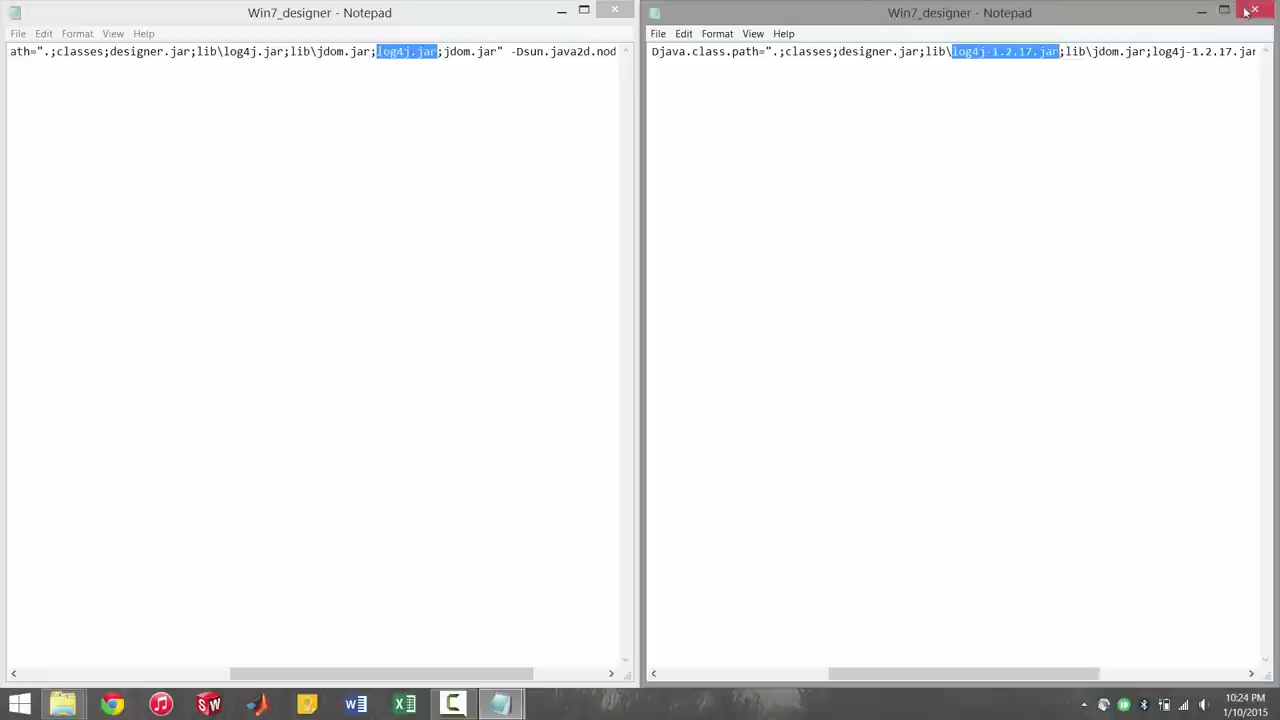 Win7_designer - Notepad
File Edit Format View Help
ath=".;classes;designer.jar;lib\log4j.jar;lib\jdom.jar;log4j.jar;jdom.jar" -Dsun.java2d.nod
Win7_designer - Notepad
File Edit Format View Help
Djava.class.path=".;classes;designer.jar;lib\log4j-1.2.17.jar;lib\jdom.jar;log4j-1.2.17.jar
SW
10:24 PM
1/10/2015